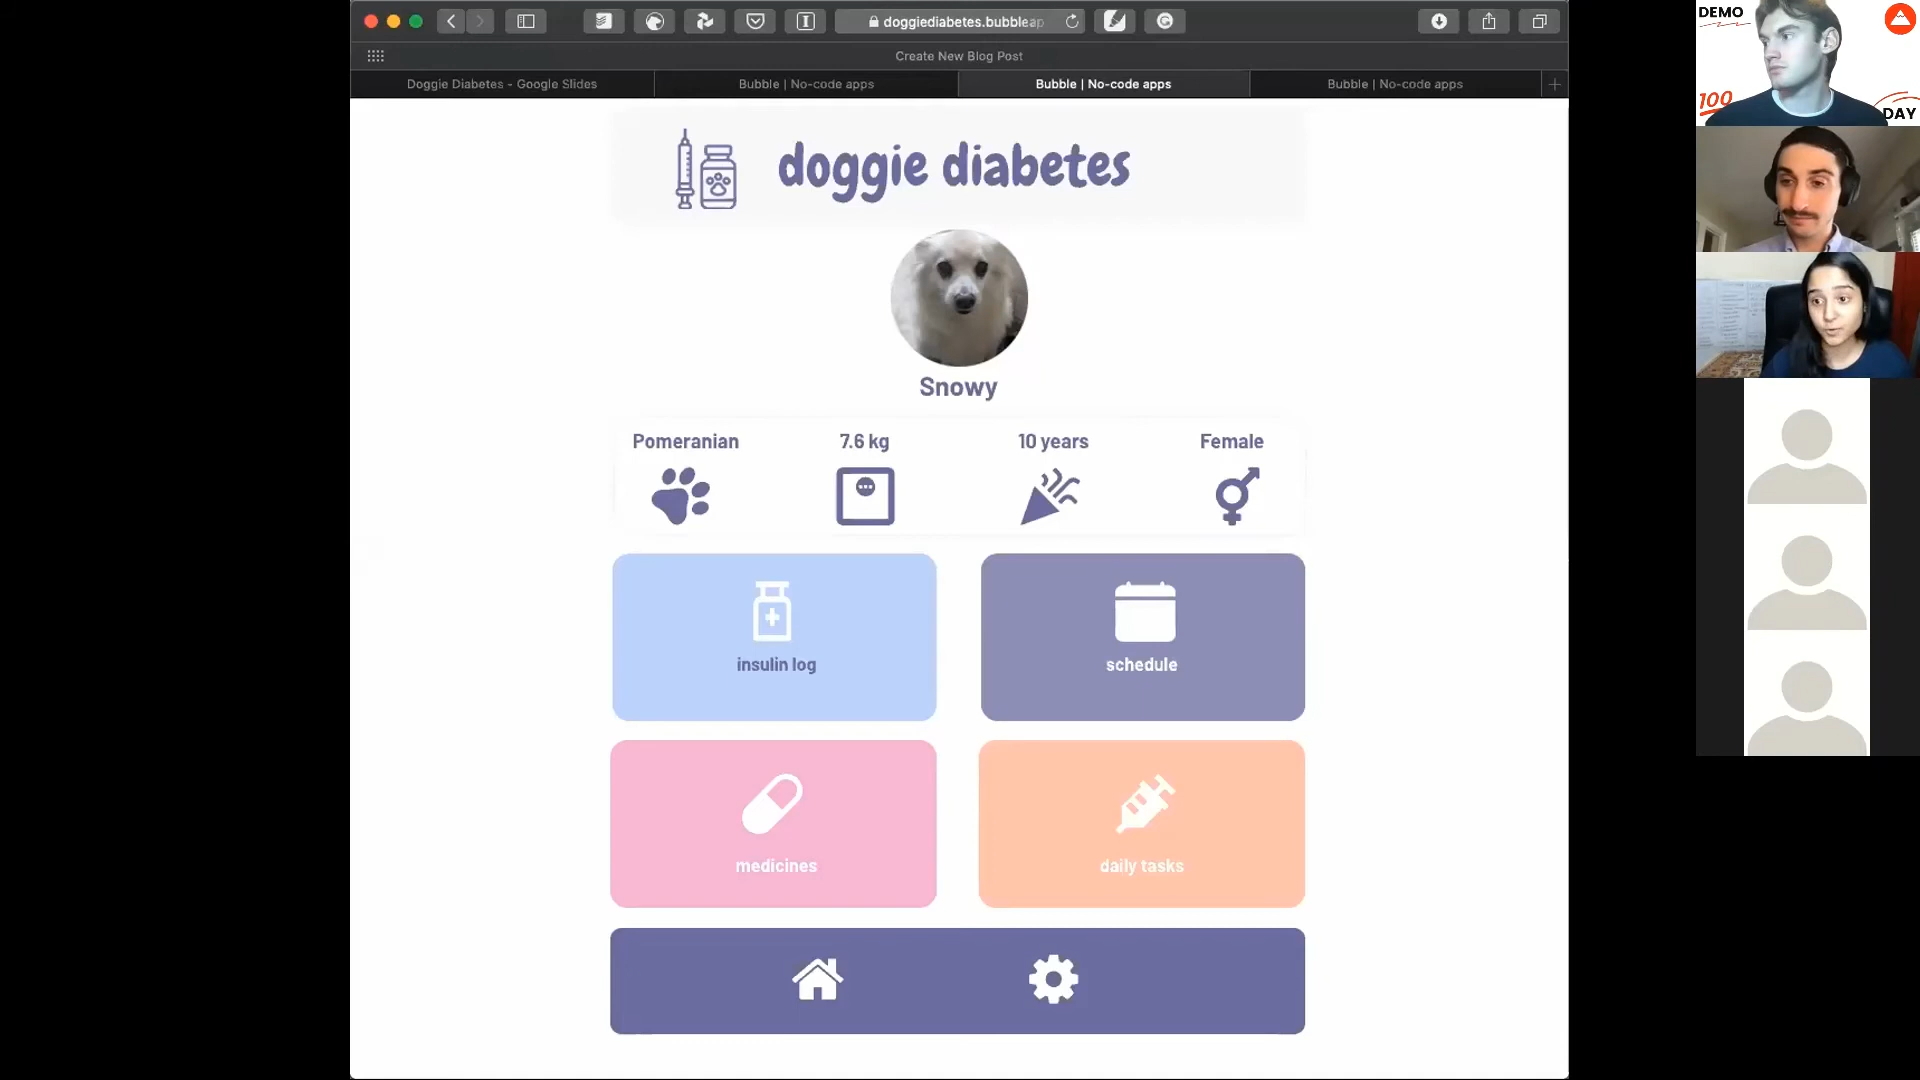 doggiediabetes.bubbleap
Create New Blog Post
Doggie Diabetes - Google Slides
Bubble | No-code apps
Bubble | No-code apps
Bubble | No-code apps
doggie diabetes
Snowy
Pomeranian
7.6 kg
10 years
Female
insulin log
schedule
medicines
daily tasks
DEMO
100
DAY